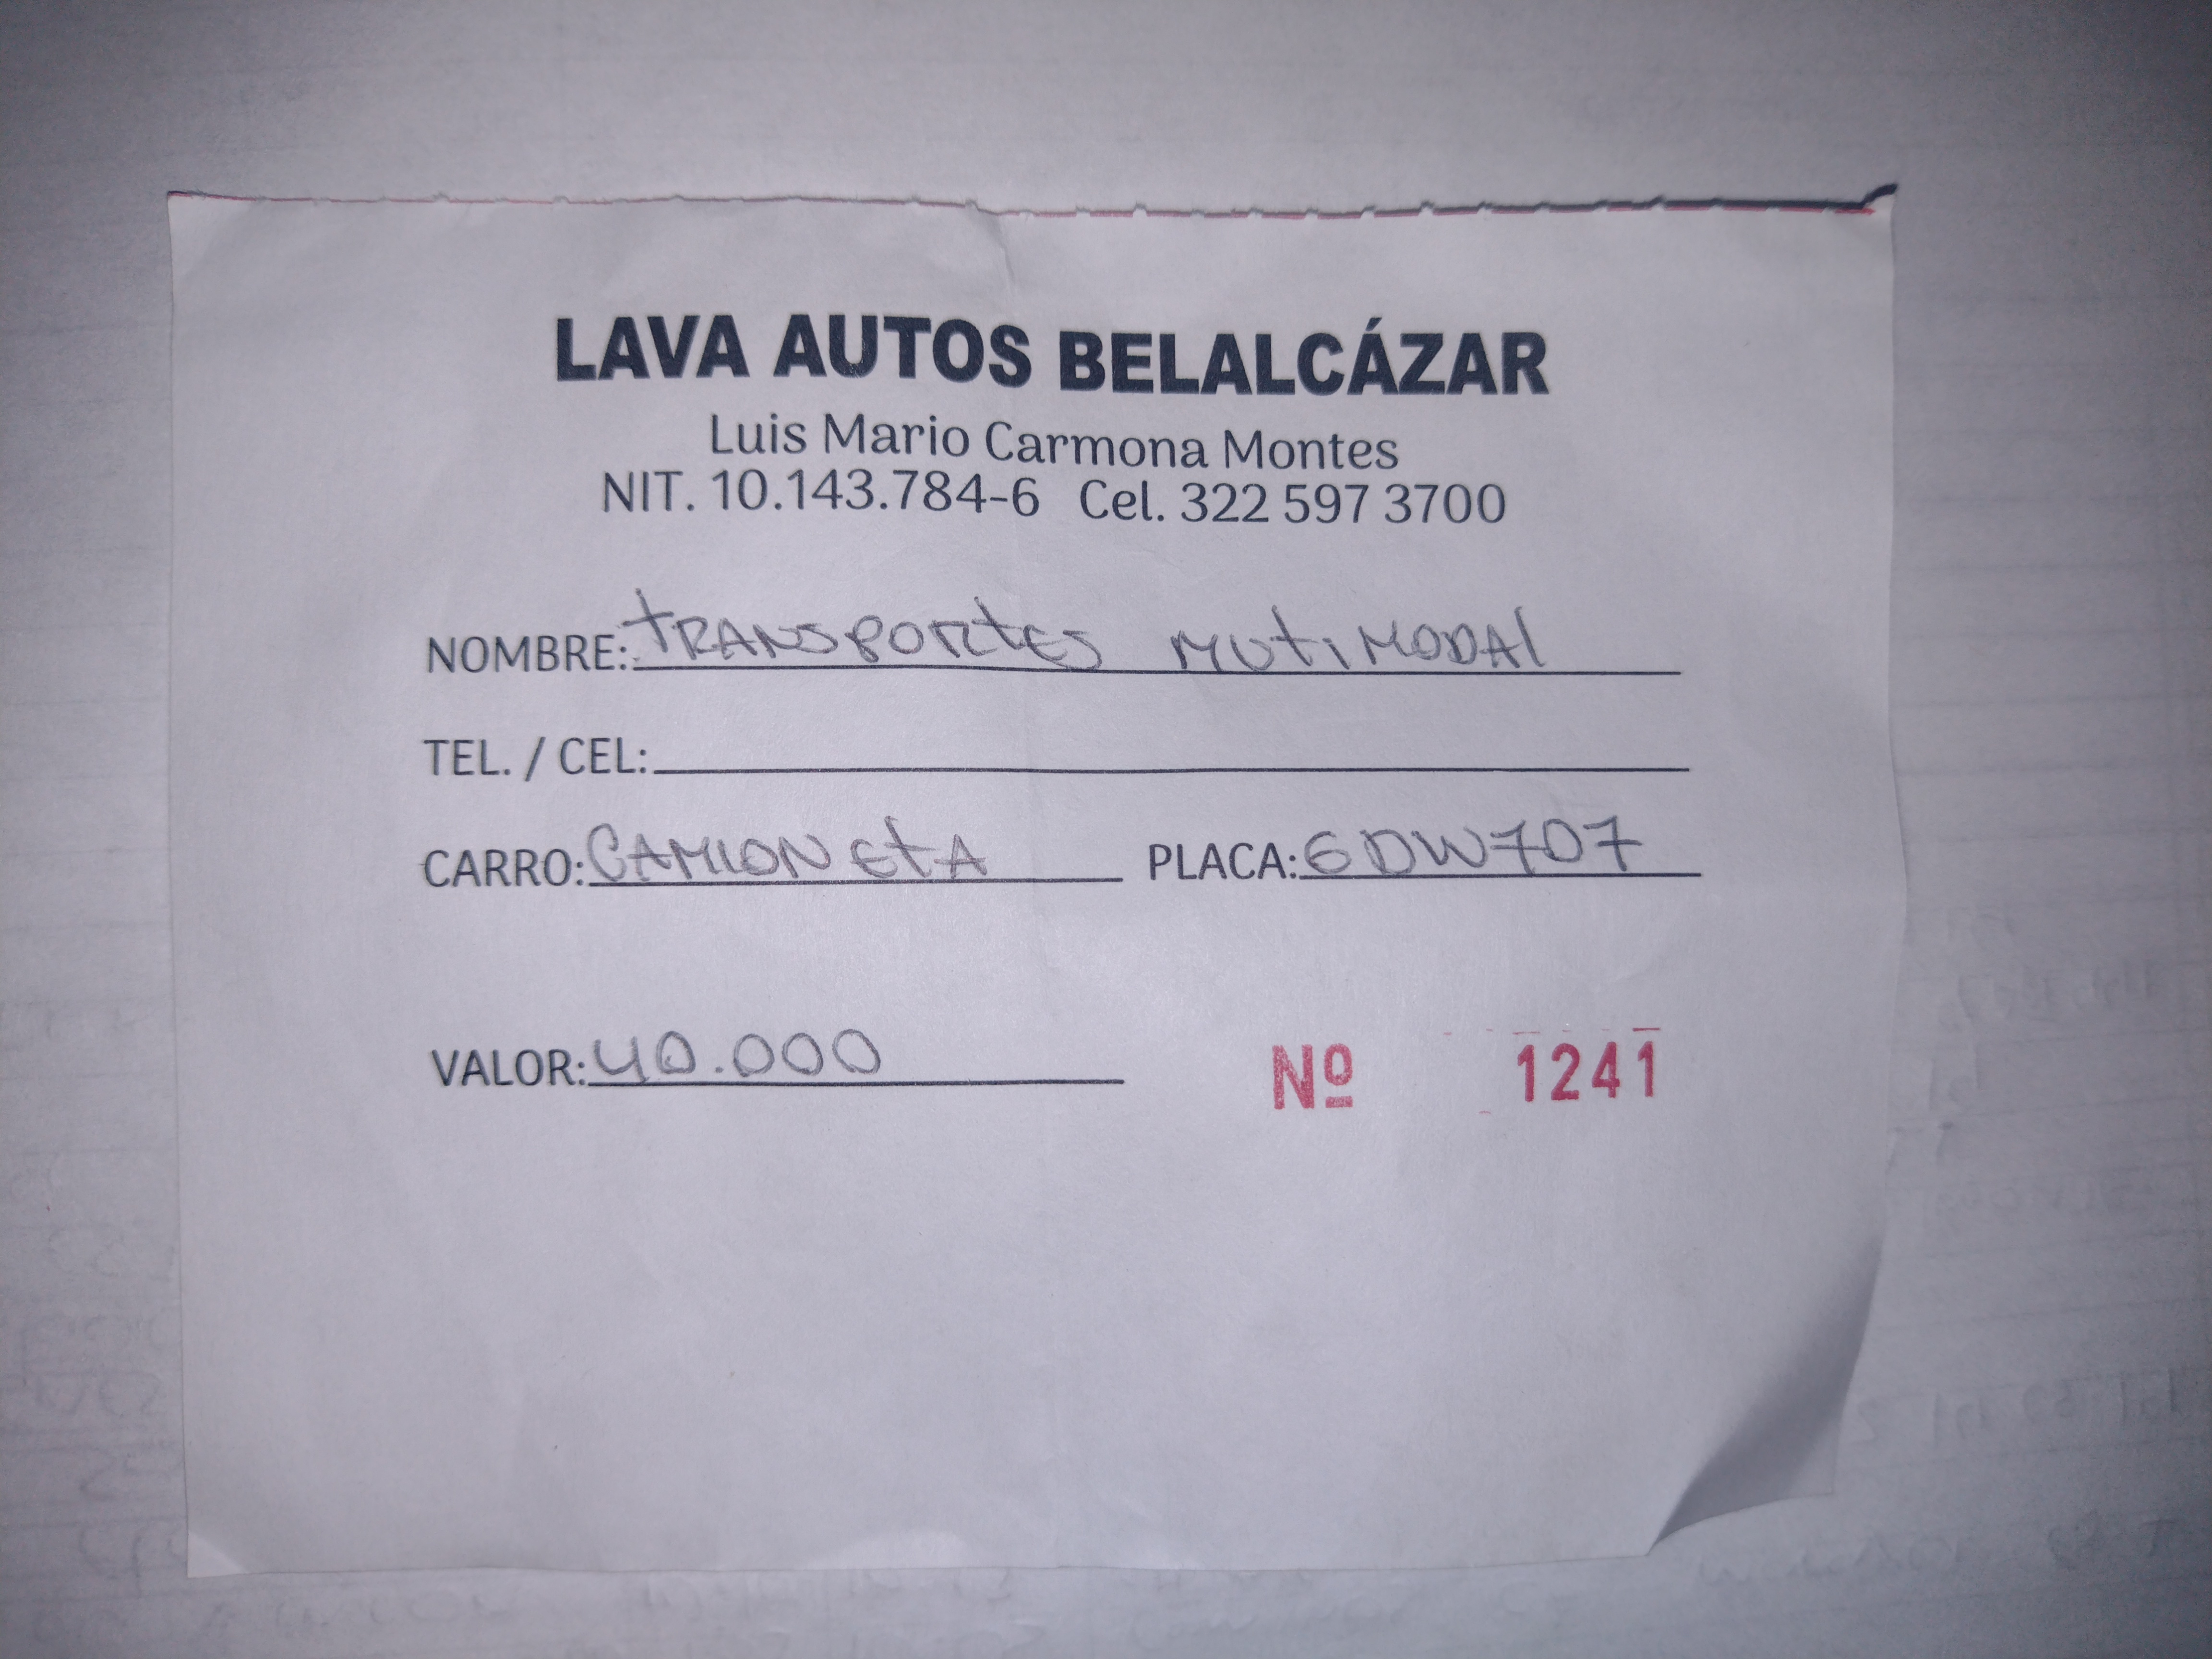 LAVA AUTOS BELALCÁZAR
Luis Mario Carmona Montes
NIT. 10.143.784-6 Cel. 322 597 3700
NOMBRE: TRANSPORTES MUTIMODAL
TEL. / CEL:
CARRO: CAMIONETA PLACA: GDW707
VALOR: 40.000 Nº 1241